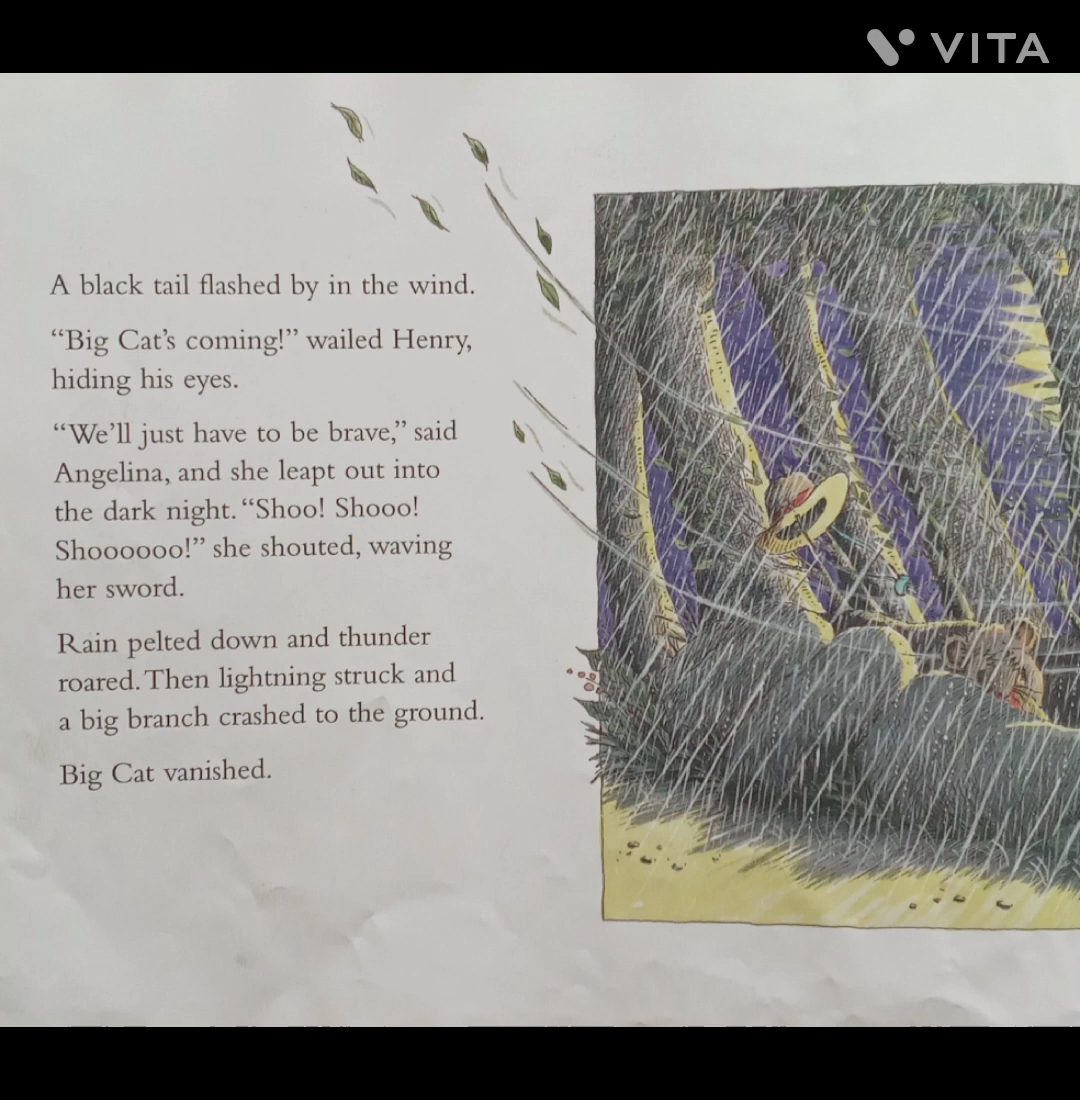 VITA
A black tail flashed by in the wind.
“Big Cat’s coming!” wailed Henry,
hiding his eyes.
“We’ll just have to be brave,” said
Angelina, and she leapt out into
the dark night. “Shoo! Shooo!
Shoooooo!” she shouted, waving
her sword.
Rain pelted down and thunder
roared. Then lightning struck and
a big branch crashed to the ground.
Big Cat vanished.